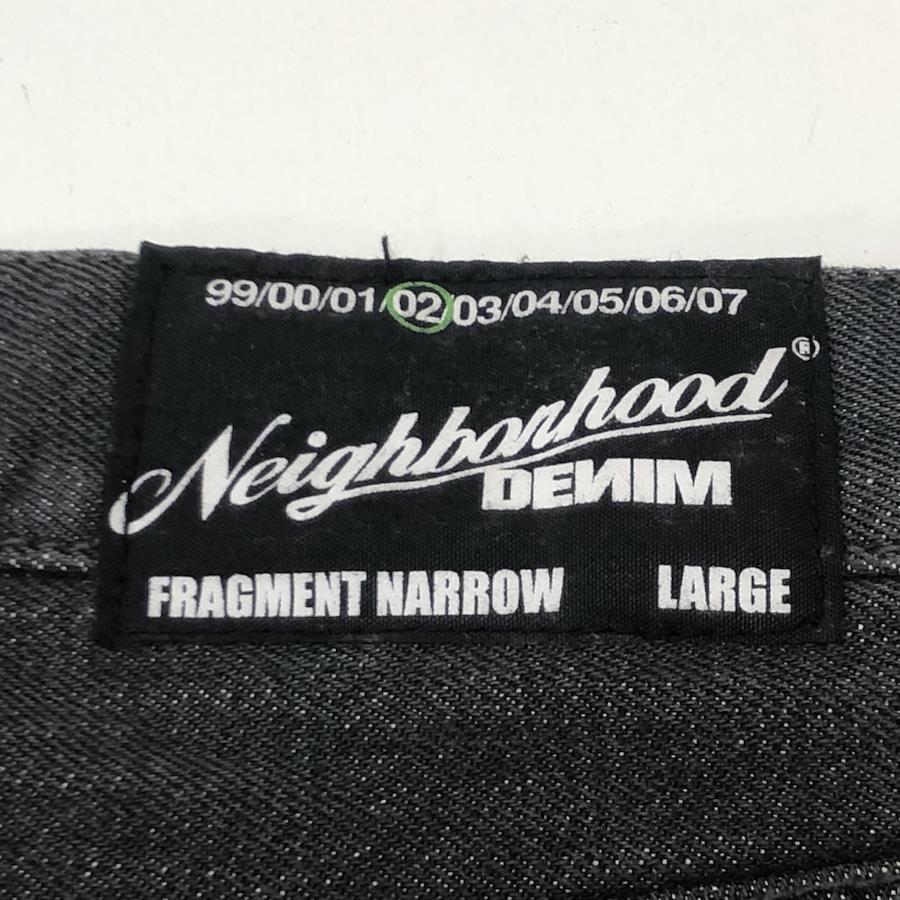 99/00/01/02/03/04/05/06/07
Neighborhood®
DENIM
FRAGMENT NARROW LARGE